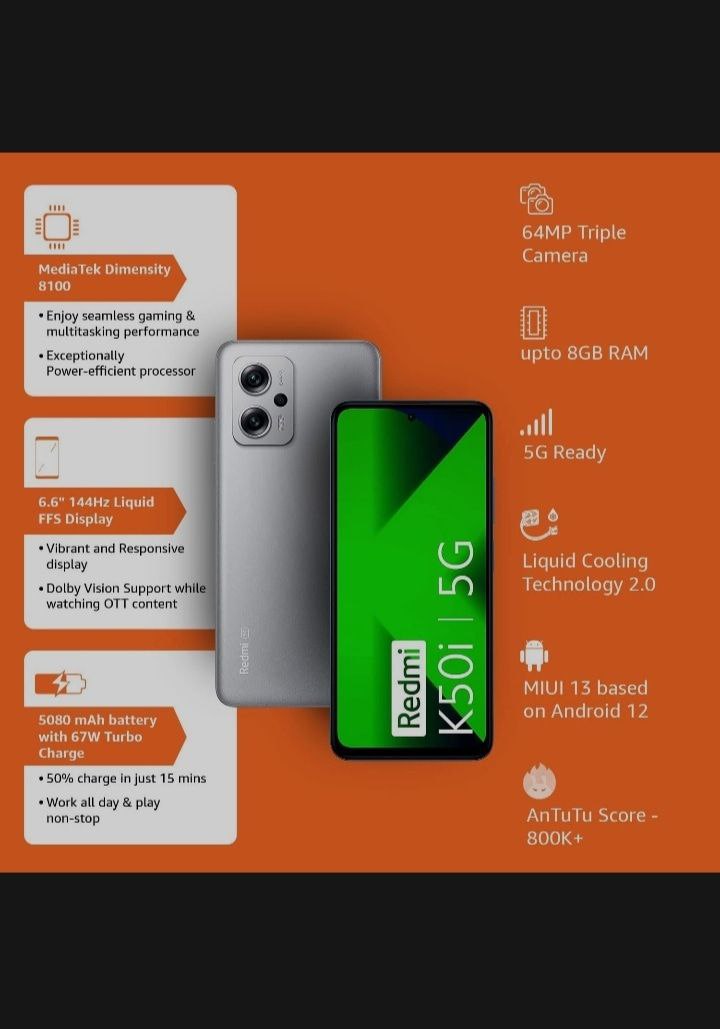 MediaTek Dimensity
8100
• Enjoy seamless gaming &
multitasking performance
• Exceptionally
Power-efficient processor
6.6" 144Hz Liquid
FFS Display
• Vibrant and Responsive
display
• Dolby Vision Support while
watching OTT content
5080 mAh battery
with 67W Turbo
Charge
• 50% charge in just 15 mins
• Work all day & play
non-stop
Redmi
Redmi
K50i | 5G
64MP Triple
Camera
upto 8GB RAM
5G Ready
Liquid Cooling
Technology 2.0
MIUI 13 based
on Android 12
AnTuTu Score -
800K+